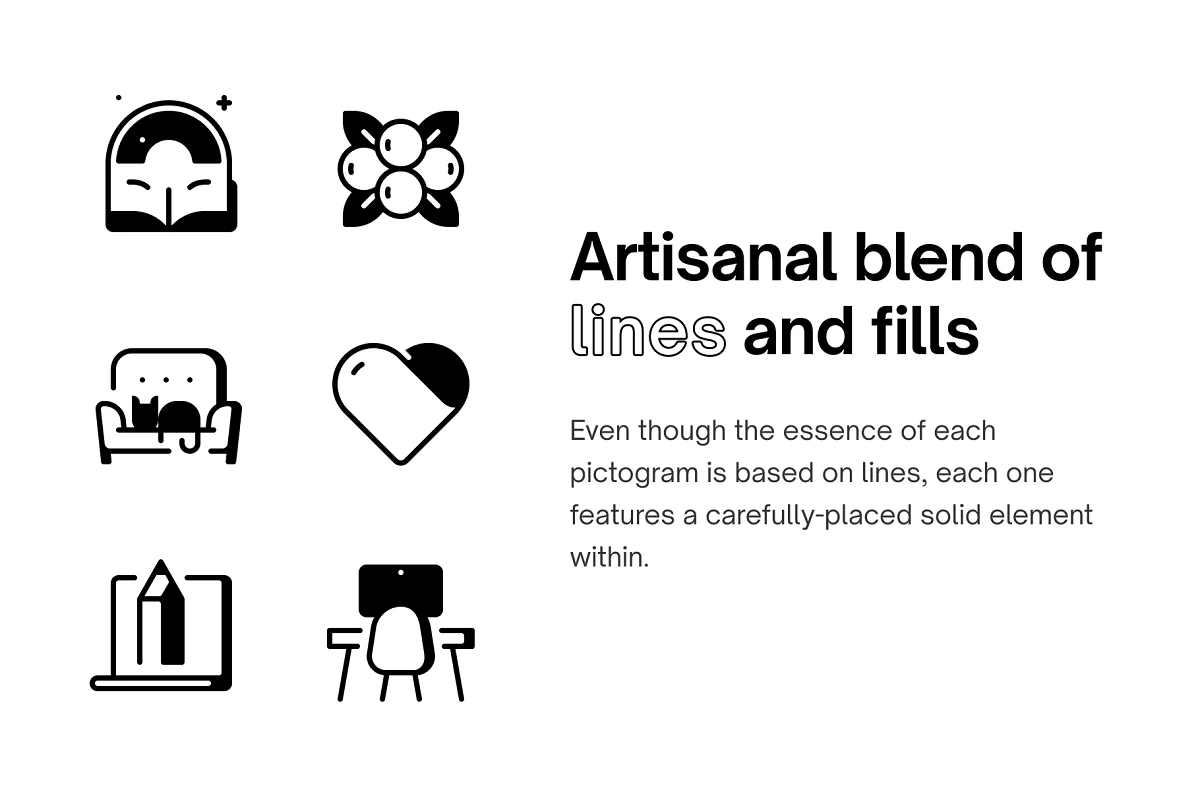 Artisanal blend of
lines and fills
Even though the essence of each
pictogram is based on lines, each one
features a carefully-placed solid element
within.